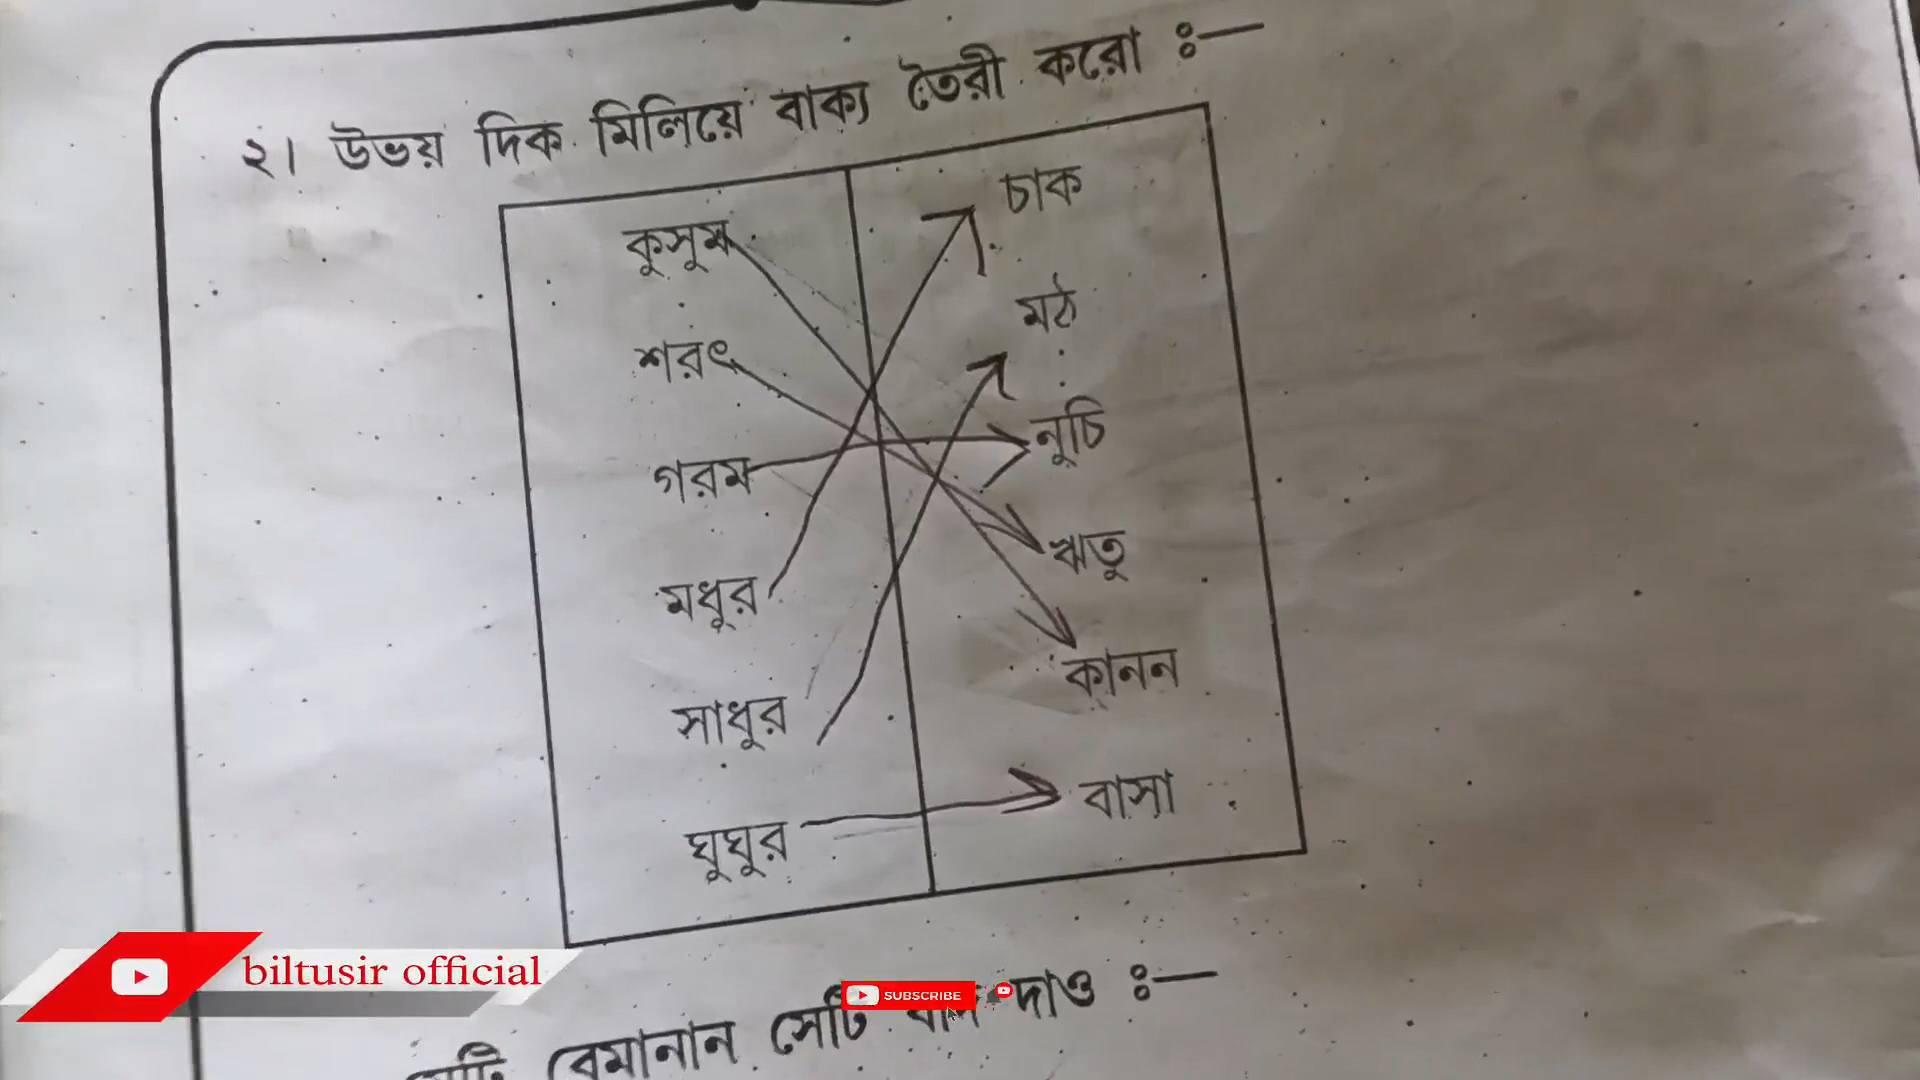 ২। উভয় দিক মিলিয়ে বাক্য তৈরী করো ঃ—
কুসুম চাক
শরৎ মঠ
গরম নুচি
মধুর ঋতু
সাধুর কানন
ঘুঘুর বাসা
বেমানান সেটি দাও ঃ—
biltusir official
SUBSCRIBE